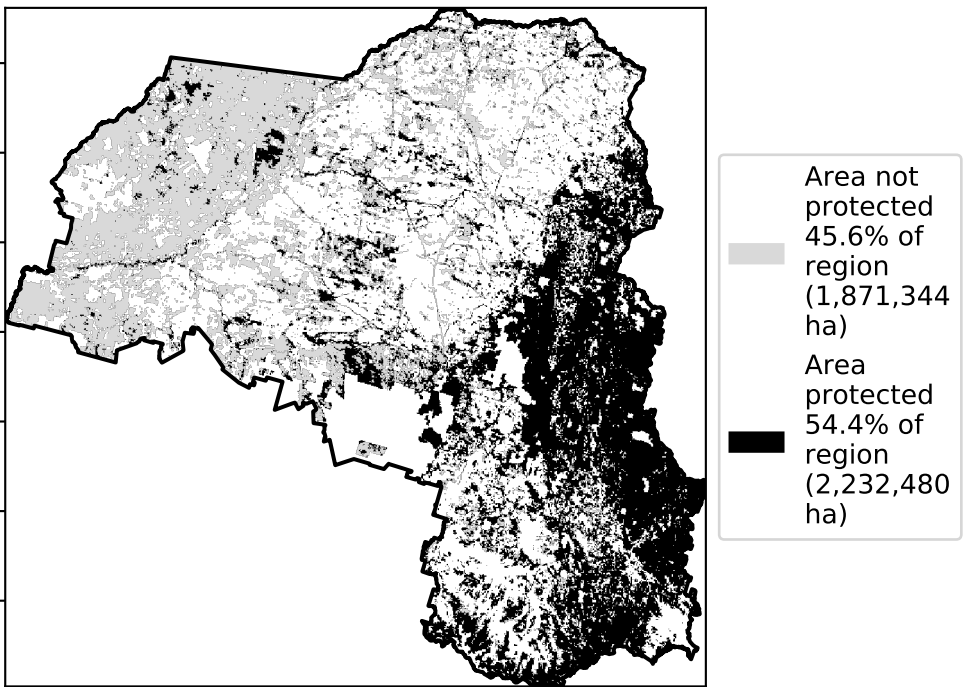 Area not
protected
45.6% of
region
(1,871,344
ha)
Area
protected
54.4% of
region
(2,232,480
ha)